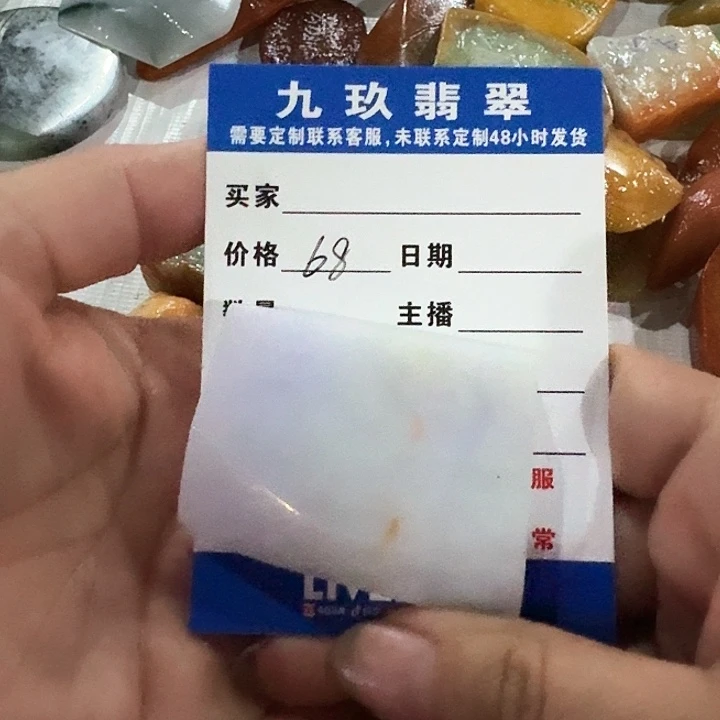 九玖翡翠
需要定制联系客服,未联系定制48小时发货
买家
价格 68 日期
主播
服
常